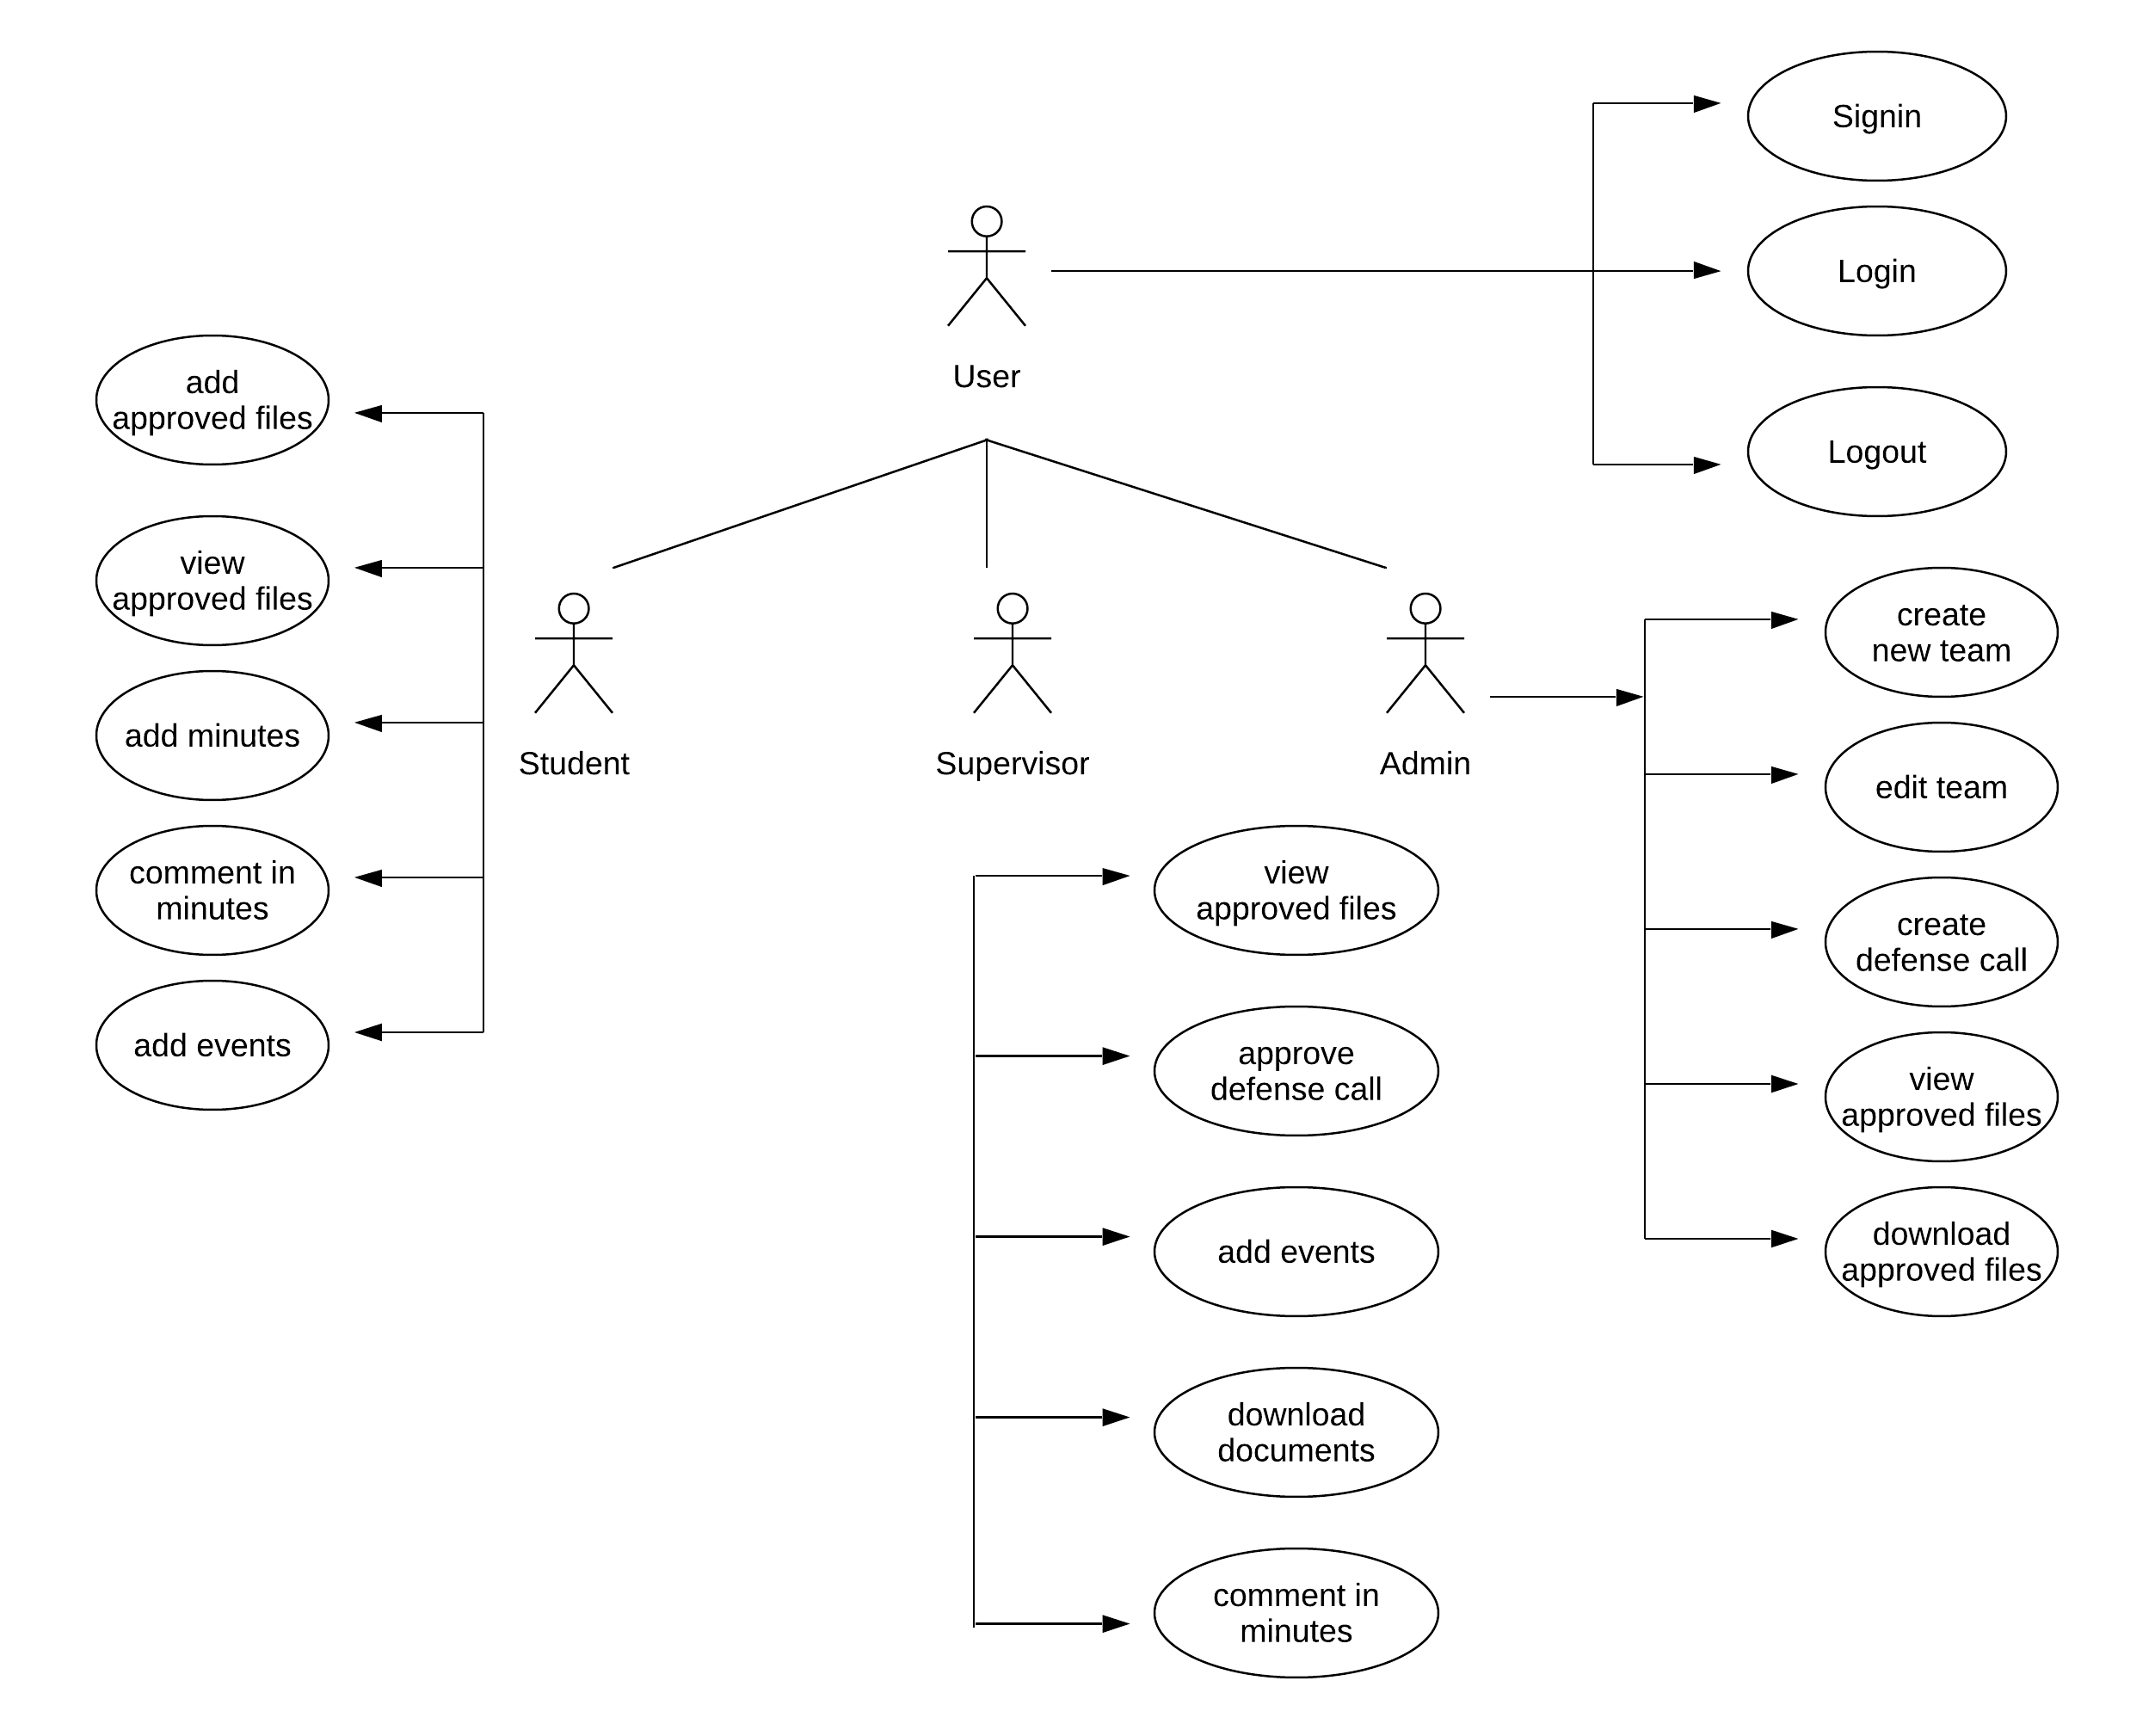 Signin
Login
User
Logout
add
approved files
view
approved files
add minutes
comment in
minutes
add events
Student
Supervisor
Admin
view
approved files
approve
defense call
add events
download
documents
comment in
minutes
create
new team
edit team
create
defense call
view
approved files
download
approved files